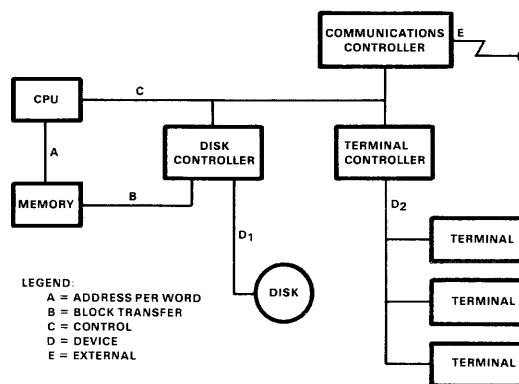 COMMUNICATIONS
CONTROLLER
E
CPU
C
DISK
CONTROLLER
TERMINAL
CONTROLLER
A
MEMORY
B
D1
D2
DISK
TERMINAL
TERMINAL
TERMINAL
LEGEND:
A = ADDRESS PER WORD
B = BLOCK TRANSFER
C = CONTROL
D = DEVICE
E = EXTERNAL